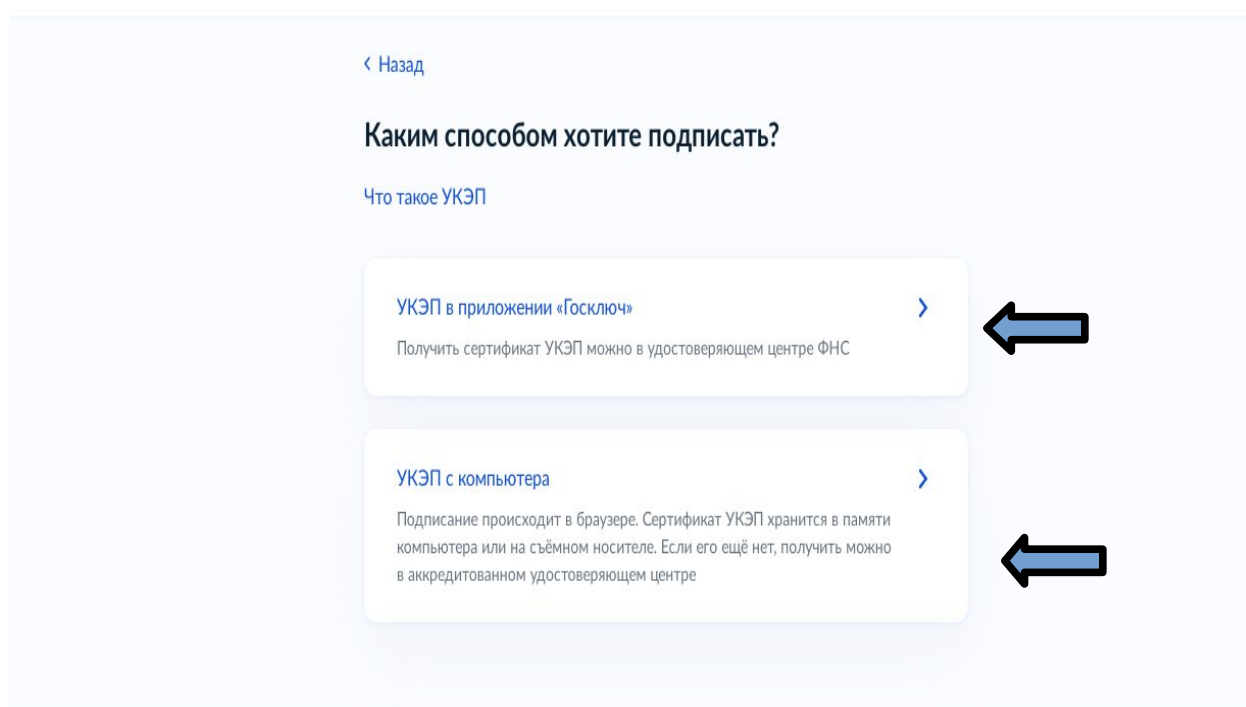 Назад
Каким способом хотите подписать?
Что такое УКЭП
УКЭП в приложении «Госключ»
Получить сертификат УКЭП можно в удостоверяющем центре ФНС
УКЭП с компьютера
Подписание происходит в браузере. Сертификат УКЭП хранится в памяти
компьютера или на съёмном носителе. Если его ещё нет, получить можно
в аккредитованном удостоверяющем центре